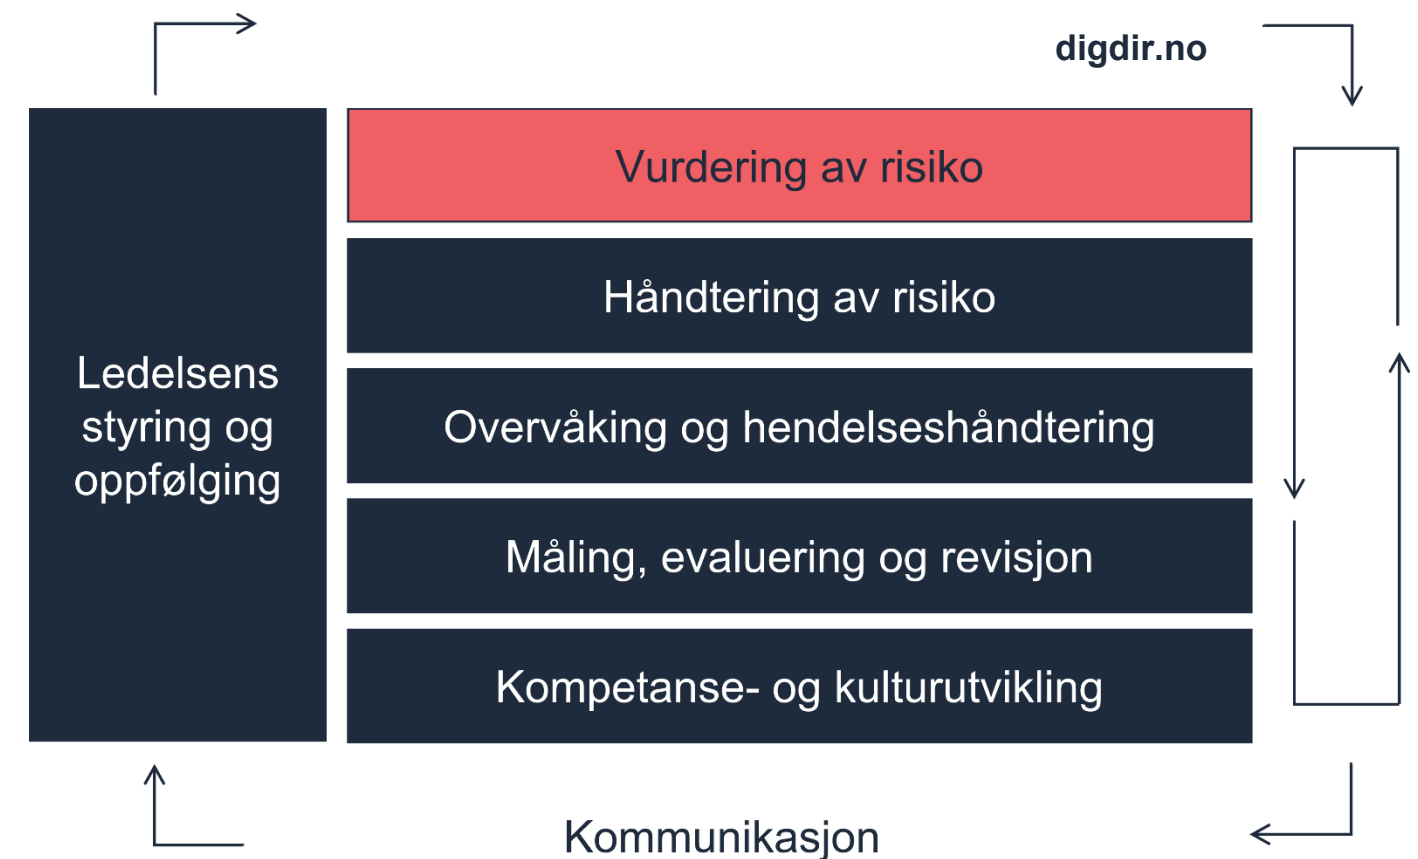 digdir.no
Vurdering av risiko
Håndtering av risiko
Ledelsens
styring og
oppfølging
Overvåking og hendelseshåndtering
Måling, evaluering og revisjon
Kompetanse- og kulturutvikling
Kommunikasjon